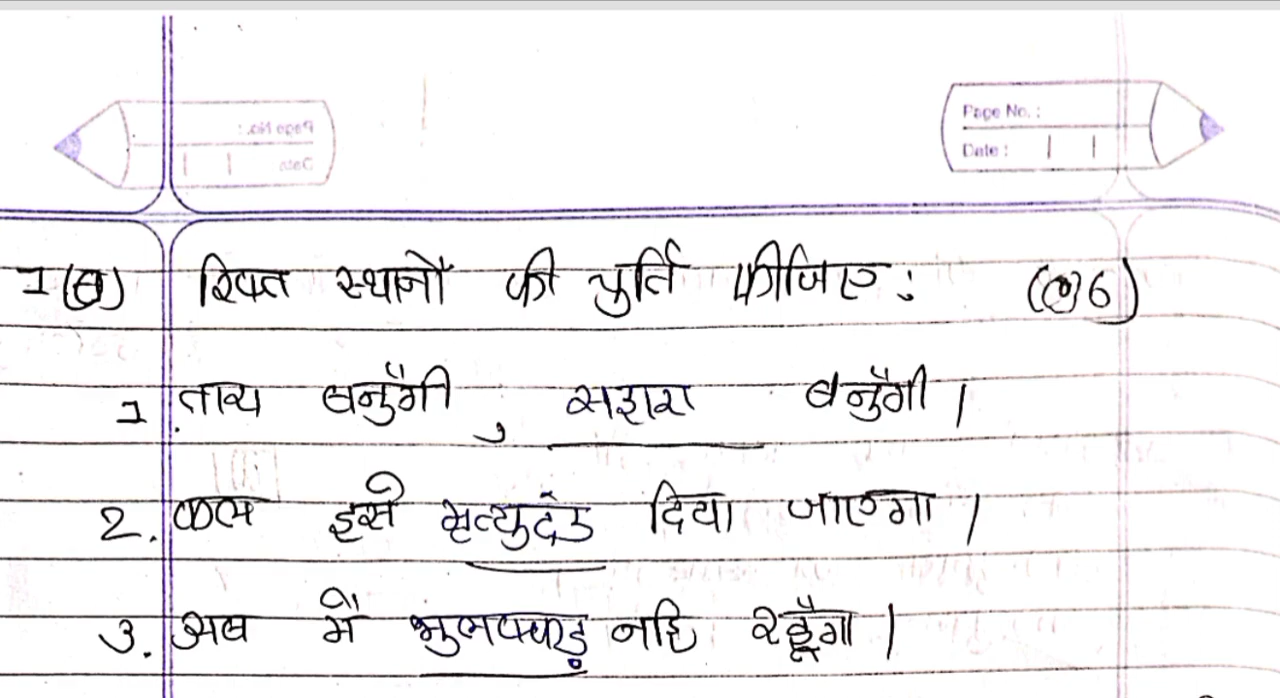 Page No. :
Date :
1(ब) रिक्त स्थानों की पुर्ति कीजिए : (06)
1. ताय बनुँगी , सहारा बनुँगी ।
2. कल इसे मृत्युदंड दिया जाएगा ।
3. अब मैं भुलक्कड़ नहि रहूँगा ।